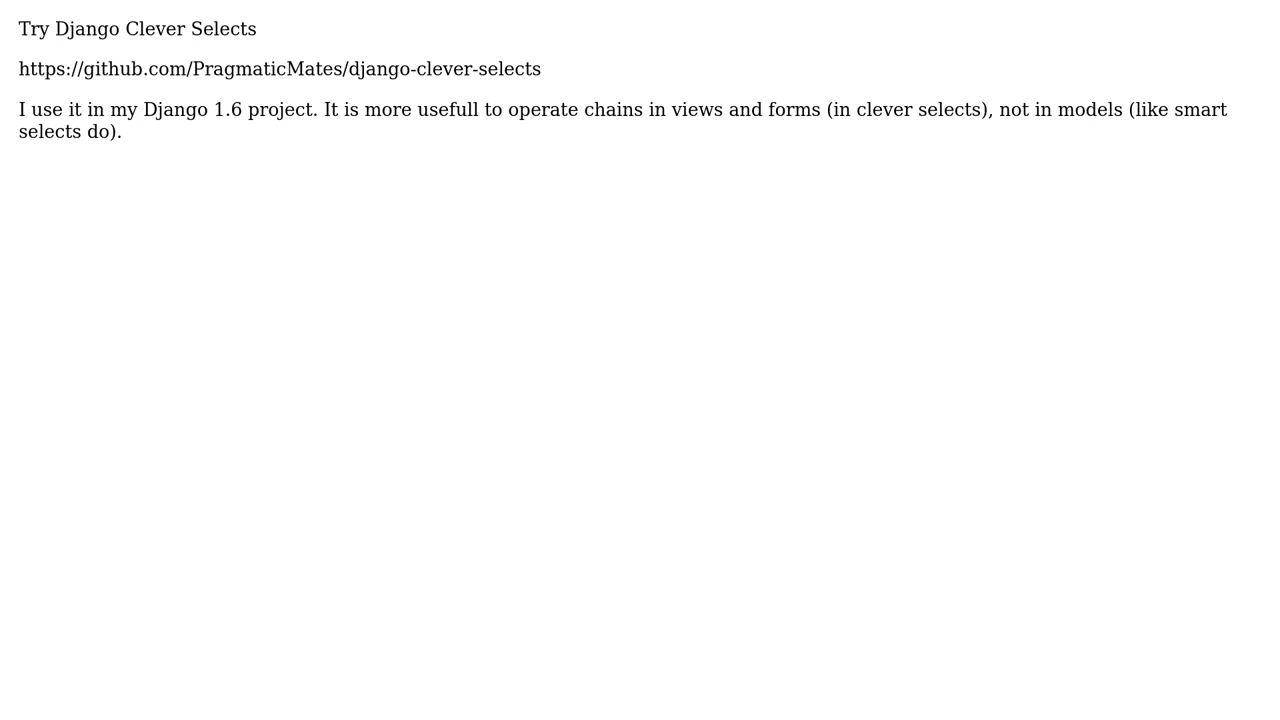 Try Django Clever Selects
https://github.com/PragmaticMates/django-clever-selects
I use it in my Django 1.6 project. It is more usefull to operate chains in views and forms (in clever selects), not in models (like smart
selects do).